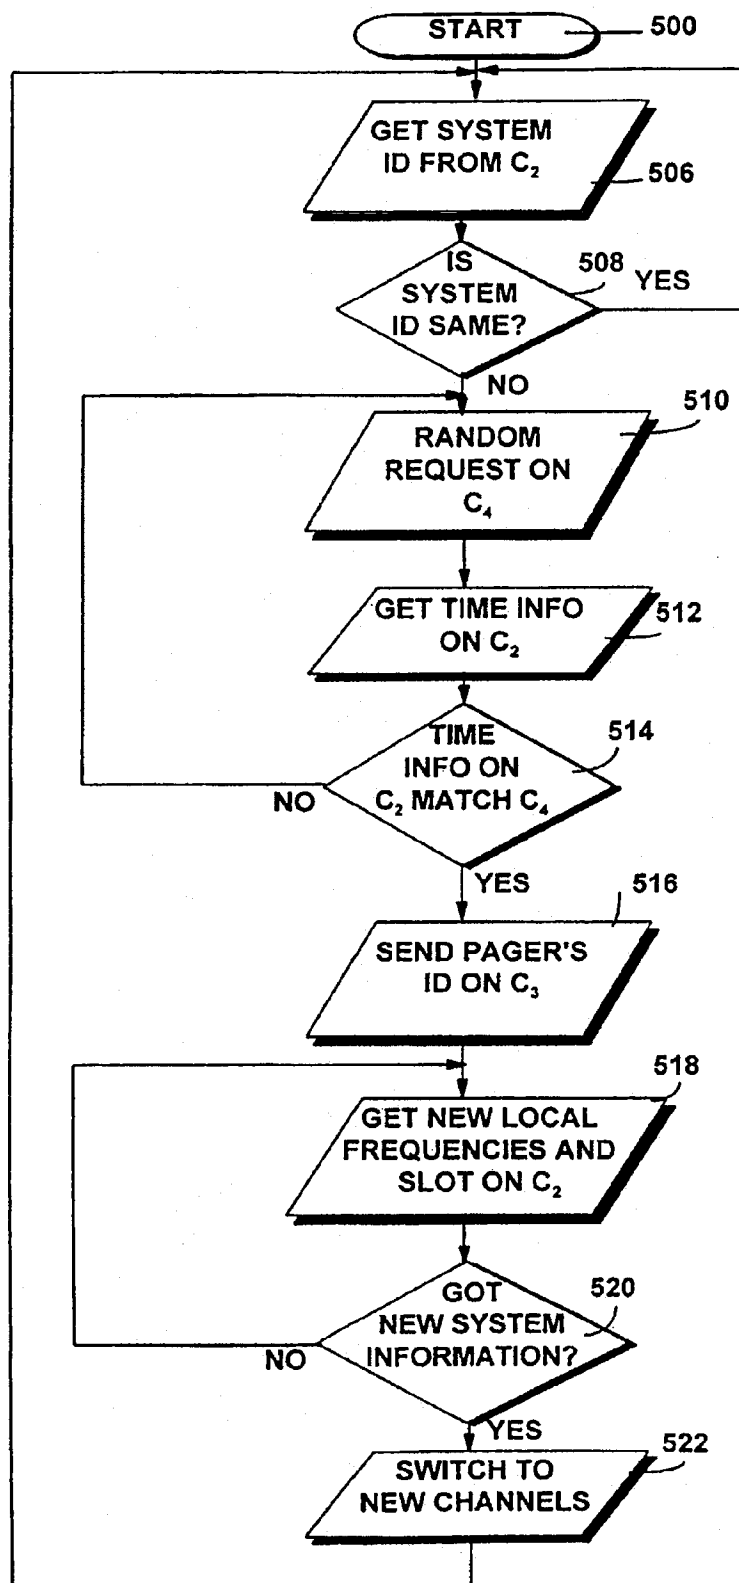 START
500
GET SYSTEM
ID FROM C₂
506
IS
SYSTEM
ID SAME?
508
YES
NO
510
RANDOM
REQUEST ON
C₄
GET TIME INFO
ON C₂
512
TIME
INFO ON
C₂ MATCH C₄
514
NO
YES
516
SEND PAGER'S
ID ON C₃
518
GET NEW LOCAL
FREQUENCIES AND
SLOT ON C₂
GOT
NEW SYSTEM
INFORMATION?
520
NO
YES
SWITCH TO
NEW CHANNELS
522